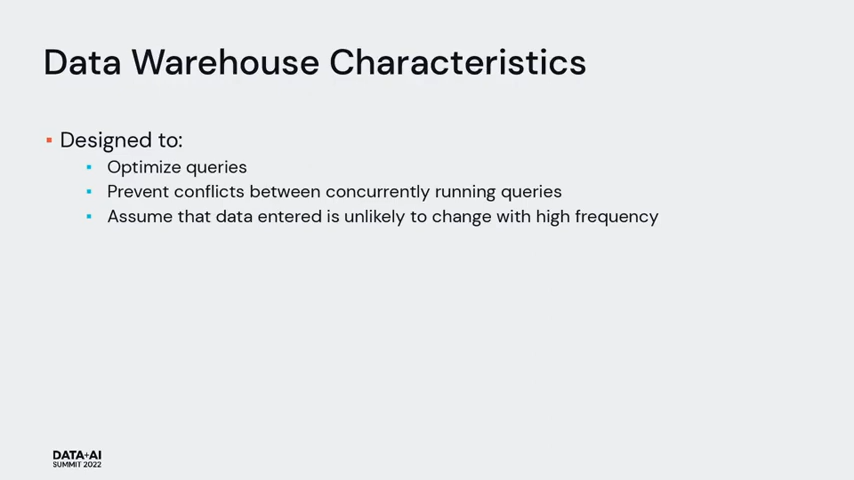 Data Warehouse Characteristics
Designed to:
Optimize queries
Prevent conflicts between concurrently running queries
Assume that data entered is unlikely to change with high frequency
DATA+AI
SUMMIT 2022